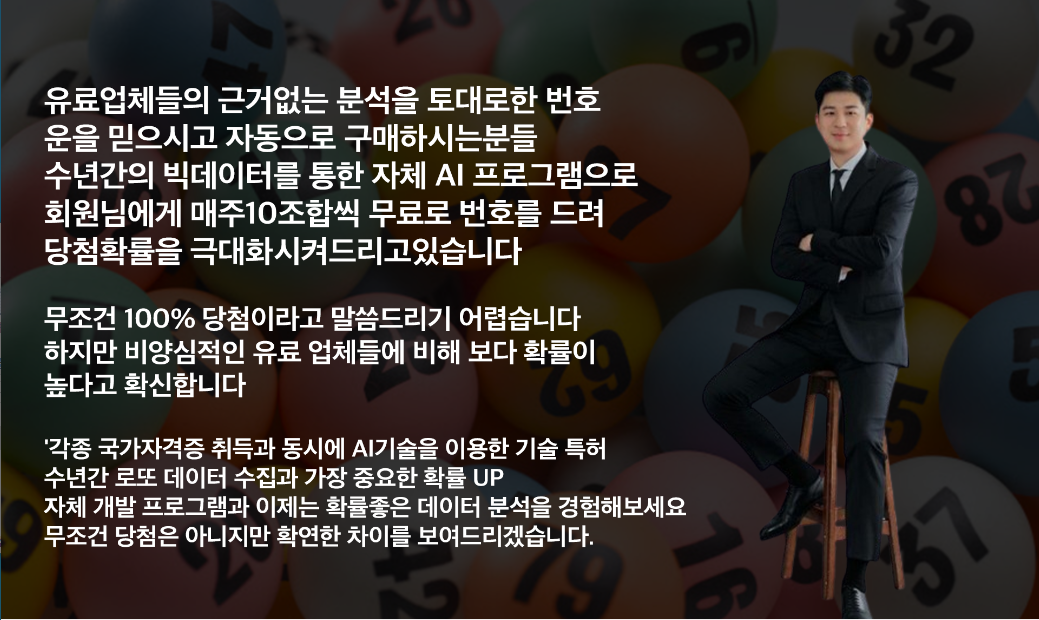 유료업체들의 근거없는 분석을 토대로한 번호
운을 믿으시고 자동으로 구매하시는분들
수년간의 빅데이터를 통한 자체 AI 프로그램으로
회원님에게 매주10조합씩 무료로 번호를 드려
당첨확률을 극대화시켜드리고있습니다
무조건 100% 당첨이라고 말씀드리기 어렵습니다
하지만 비양심적인 유료 업체들에 비해 보다 확률이
높다고 확신합니다
'각종 국가자격증 취득과 동시에 AI기술을 이용한 기술 특허
수년간 로또 데이터 수집과 가장 중요한 확률 UP
자체 개발 프로그램과 이제는 확률좋은 데이터 분석을 경험해보세요
무조건 당첨은 아니지만 확연한 차이를 보여드리겠습니다.
47
9
32
28
62
5
5
5
2
42
16
57